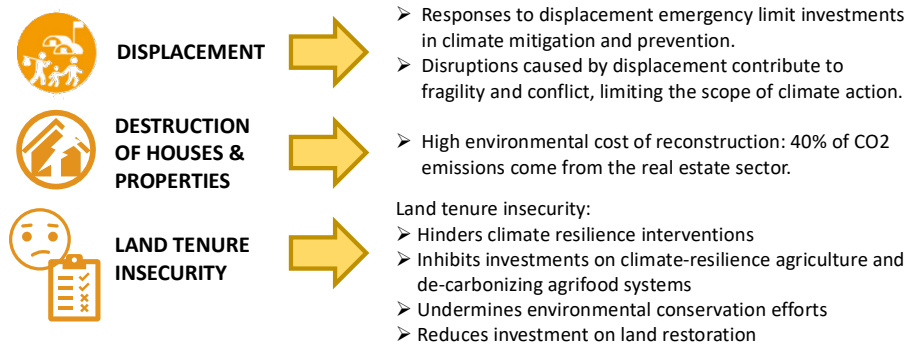 DISPLACEMENT
➢ Responses to displacement emergency limit investments
in climate mitigation and prevention.
➢ Disruptions caused by displacement contribute to
fragility and conflict, limiting the scope of climate action.
DESTRUCTION
OF HOUSES &
PROPERTIES
➢ High environmental cost of reconstruction: 40% of CO2
emissions come from the real estate sector.
LAND TENURE
INSECURITY
Land tenure insecurity:
➢ Hinders climate resilience interventions
➢ Inhibits investments on climate-resilience agriculture and
de-carbonizing agrifood systems
➢ Undermines environmental conservation efforts
➢ Reduces investment on land restoration